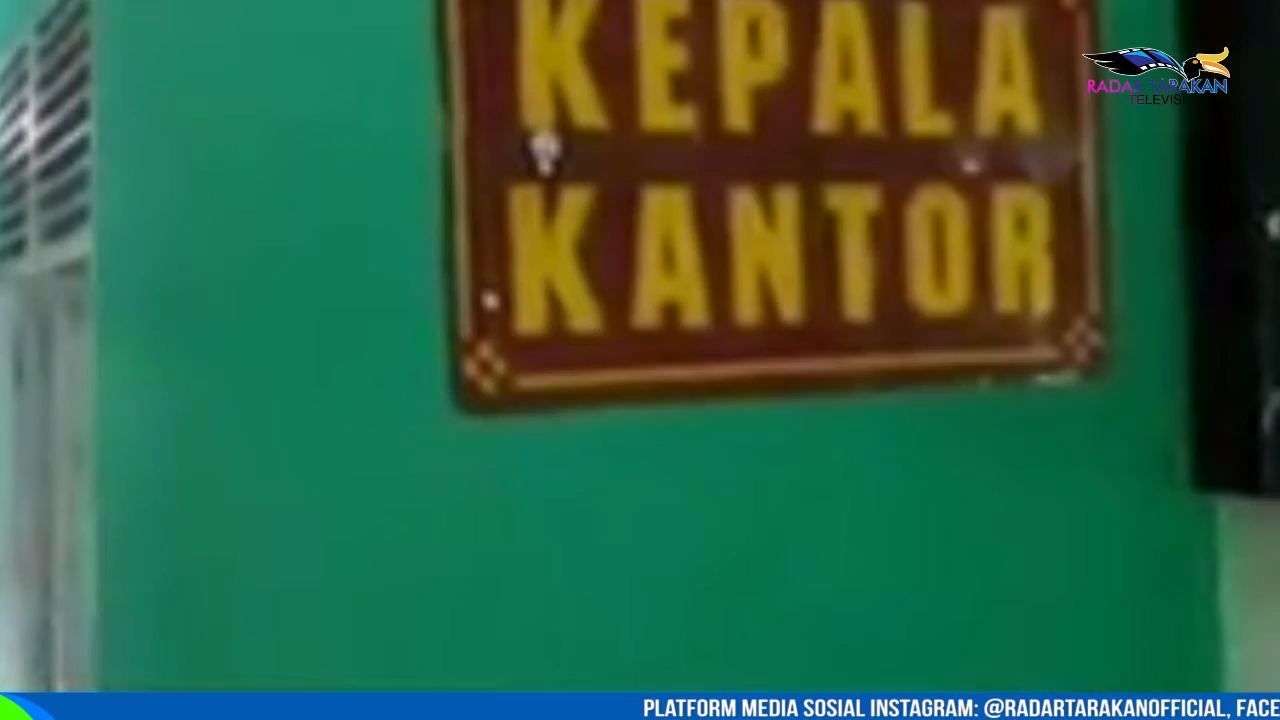 KEPALA
KANTOR
RADAR TARAKAN
TELEVISI
PLATFORM MEDIA SOSIAL INSTAGRAM: @RADARTARAKANOFFICIAL, FACE